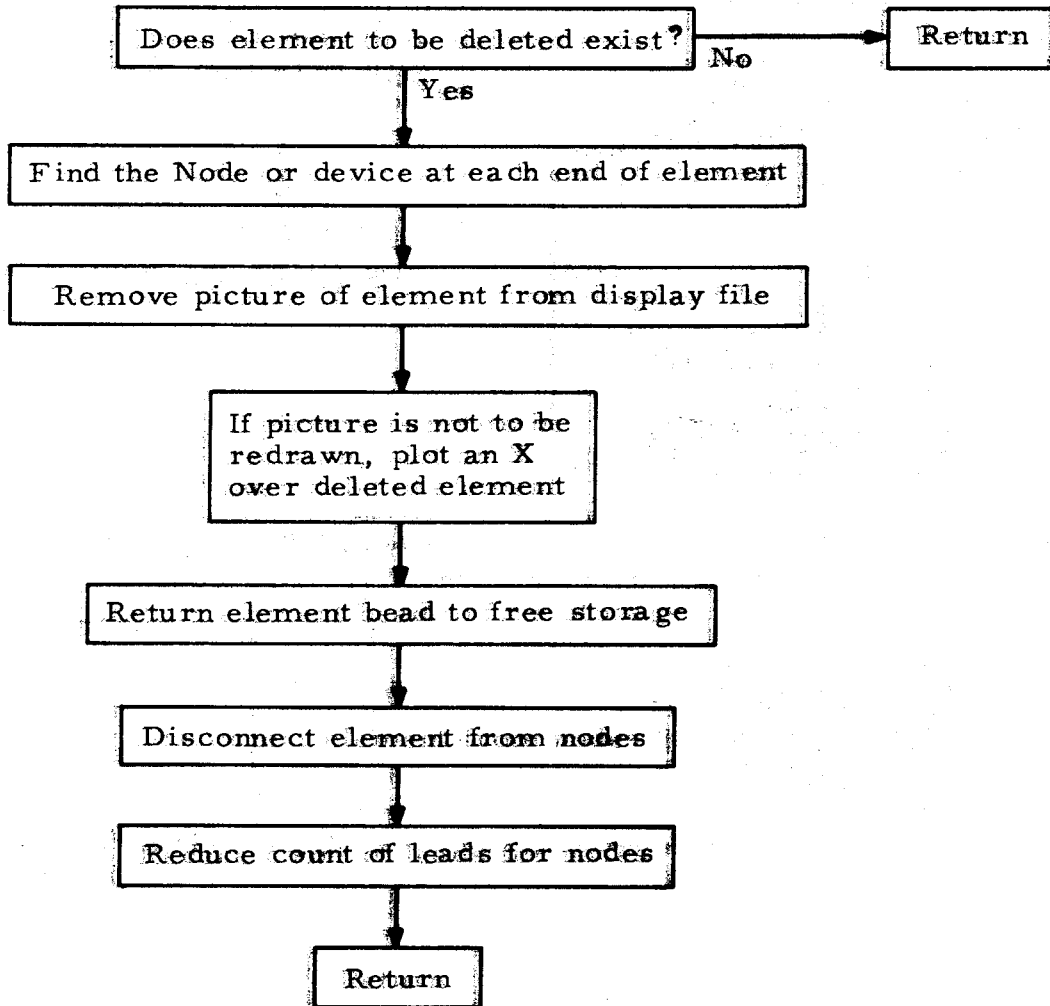 Does element to be deleted exist?
Return
No
Yes
Find the Node or device at each end of element
Remove picture of element from display file
If picture is not to be
redrawn, plot an X
over deleted element
Return element bead to free storage
Disconnect element from nodes
Reduce count of leads for nodes
Return